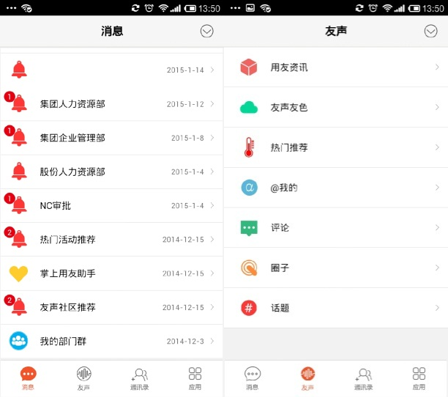 13:50
消息
2015-1-14
1 集团人力资源部 2015-1-12
1 集团企业管理部 2015-1-8
股份人力资源部 2015-1-4
1 NC审批 2015-1-4
2 热门活动推荐 2014-12-15
掌上用友助手 2014-12-15
2 友声社区推荐 2014-12-15
我的部门群 2014-12-3
消息 友声 通讯录 应用
13:50
友声
用友资讯
友声友色
热门推荐
@我的
评论
圈子
# 话题
消息 友声 通讯录 应用